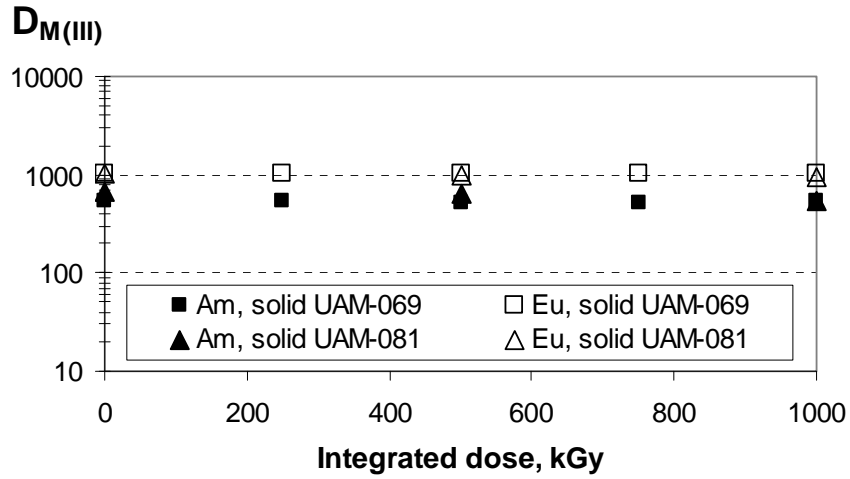 D_M(III)
10000
1000
100
10
■ Am, solid UAM-069 □ Eu, solid UAM-069
▲ Am, solid UAM-081 △ Eu, solid UAM-081
0 200 400 600 800 1000
Integrated dose, kGy